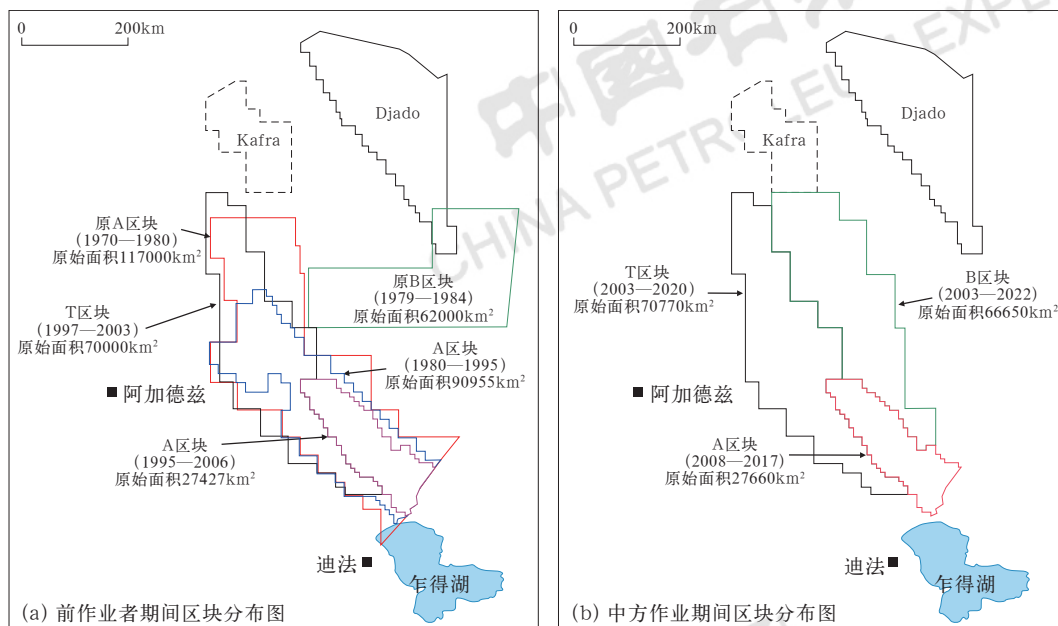 0 200km
Djado
Kafra
原A区块
(1970—1980)
原始面积117000km²
原B区块
(1979—1984)
原始面积62000km²
T区块
(1997—2003)
原始面积70000km²
A区块
(1980—1995)
原始面积90955km²
阿加德兹
A区块
(1995—2006)
原始面积27427km²
迪法
乍得湖
(a) 前作业者期间区块分布图
0 200km
Djado
Kafra
T区块
(2003—2020)
原始面积70770km²
B区块
(2003—2022)
原始面积66650km²
阿加德兹
A区块
(2008—2017)
原始面积27660km²
迪法
乍得湖
(b) 中方作业期间区块分布图
中国石
CHINA PETR